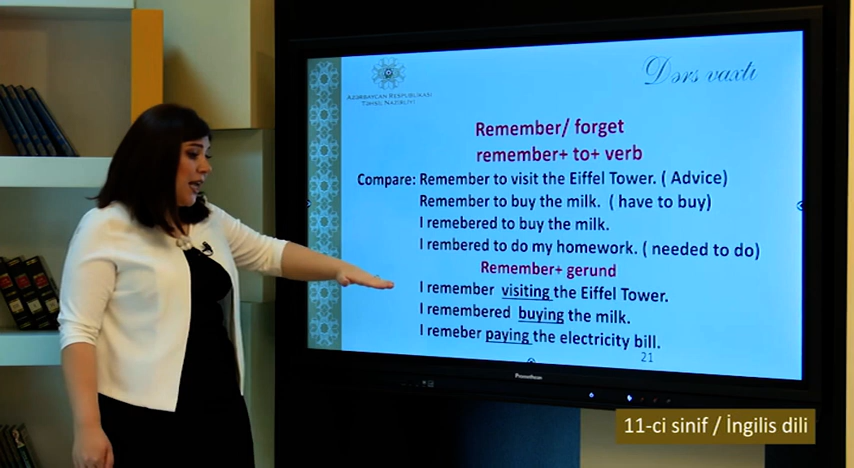 Dərs vaxtı
AZƏRBAYCAN RESPUBLİKASI
TƏHSİL NAZİRLİYİ
Remember/ forget
remember+ to+ verb
Compare: Remember to visit the Eiffel Tower. ( Advice)
Remember to buy the milk. ( have to buy)
I remebered to buy the milk.
I rembered to do my homework. ( needed to do)
Remember+ gerund
I remember visiting the Eiffel Tower.
I remembered buying the milk.
I remeber paying the electricity bill.
21
Promethean
11-ci sinif / İngilis dili